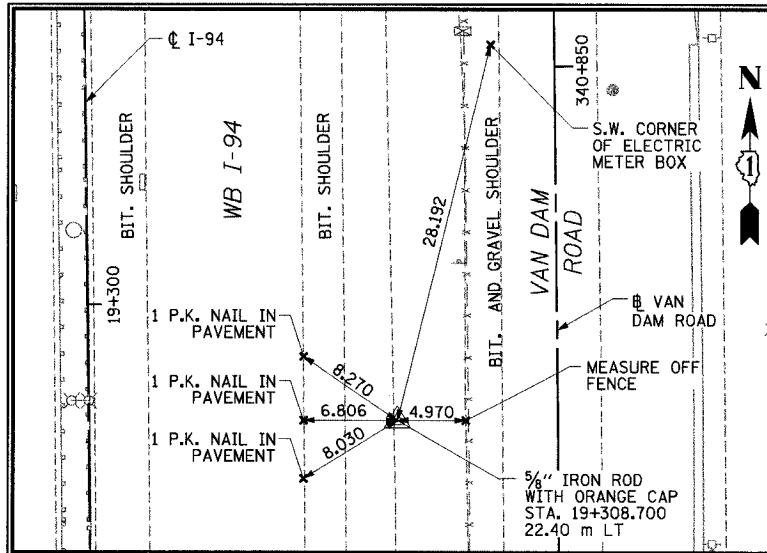 ℄ I-94
BIT. SHOULDER
WB I-94
BIT. SHOULDER
28.192
BIT. AND GRAVEL SHOULDER
340+850
N
1
S.W. CORNER
OF ELECTRIC
METER BOX
VAN DAM
ROAD
19+300
1 P.K. NAIL IN
PAVEMENT
1 P.K. NAIL IN
PAVEMENT
1 P.K. NAIL IN
PAVEMENT
8.270
6.806
8.030
4.970
BL VAN
DAM ROAD
MEASURE OFF
FENCE
⅝" IRON ROD
WITH ORANGE CAP
STA. 19+308.700
22.40 m LT